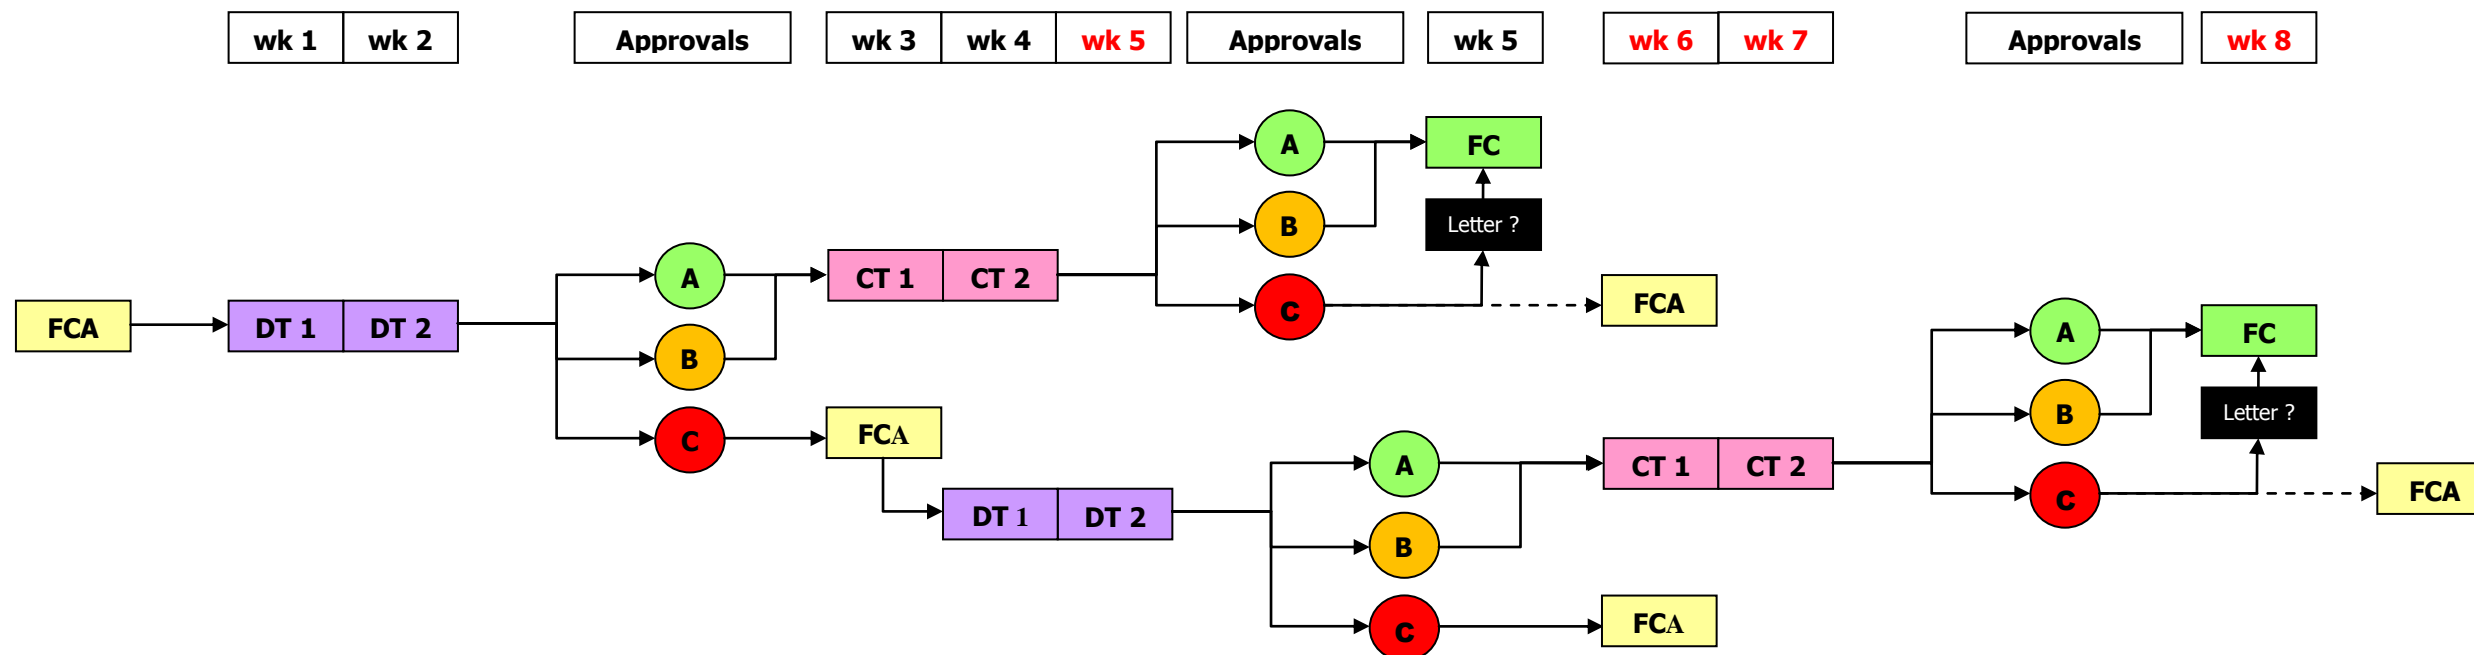 wk 1 wk 2 Approvals wk 3 wk 4 wk 5 Approvals wk 5 wk 6 wk 7 Approvals wk 8
A FC
B Letter ?
A CT 1 CT 2
C FCA
FCA DT 1 DT 2
A FC
B
B Letter ?
C FCA
A CT 1 CT 2
C FCA
DT 1 DT 2
B
C FCA